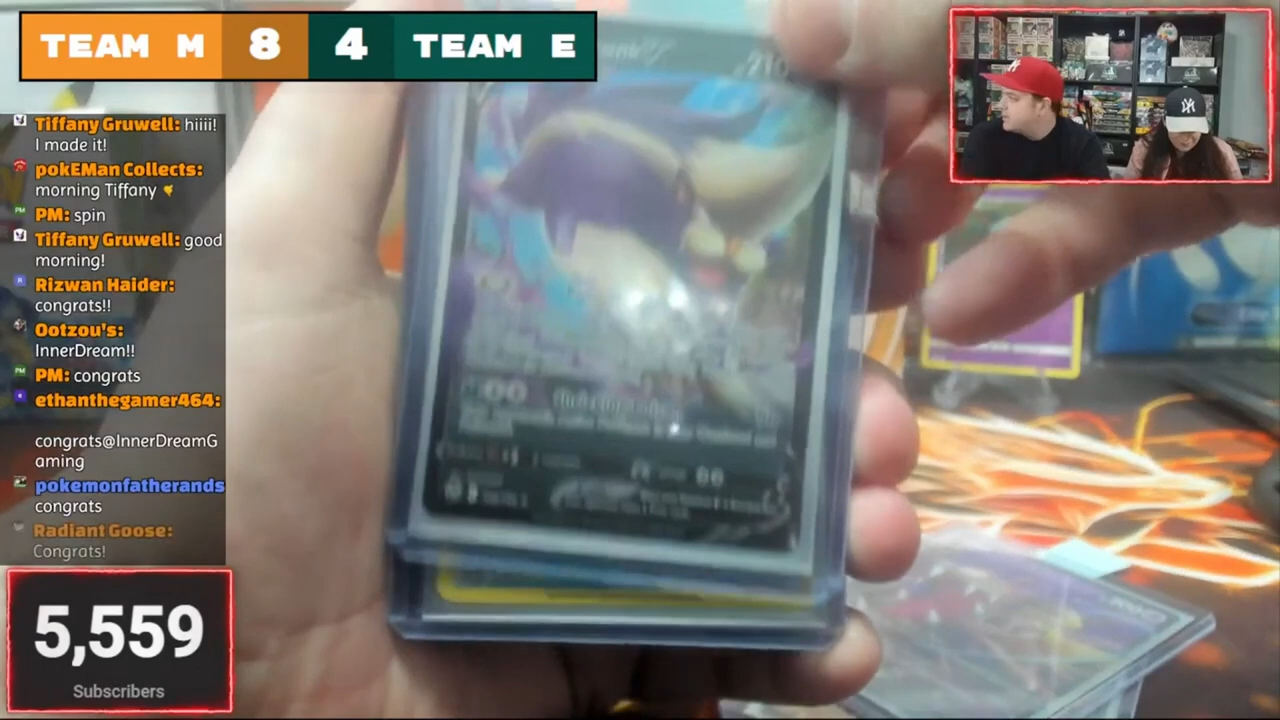 TEAM M 8 4 TEAM E
Tiffany Gruwell: hiiii!
I made it!
pokEMan Collects:
morning Tiffany
PM: spin
Tiffany Gruwell: good
morning!
Rizwan Haider:
congrats!!
Ootzou's:
InnerDream!!
PM: congrats
ethanthegamer464:
congrats@InnerDreamG
aming
pokemonfatherands
congrats
Radiant Goose:
Congrats!
5,559
Subscribers
210